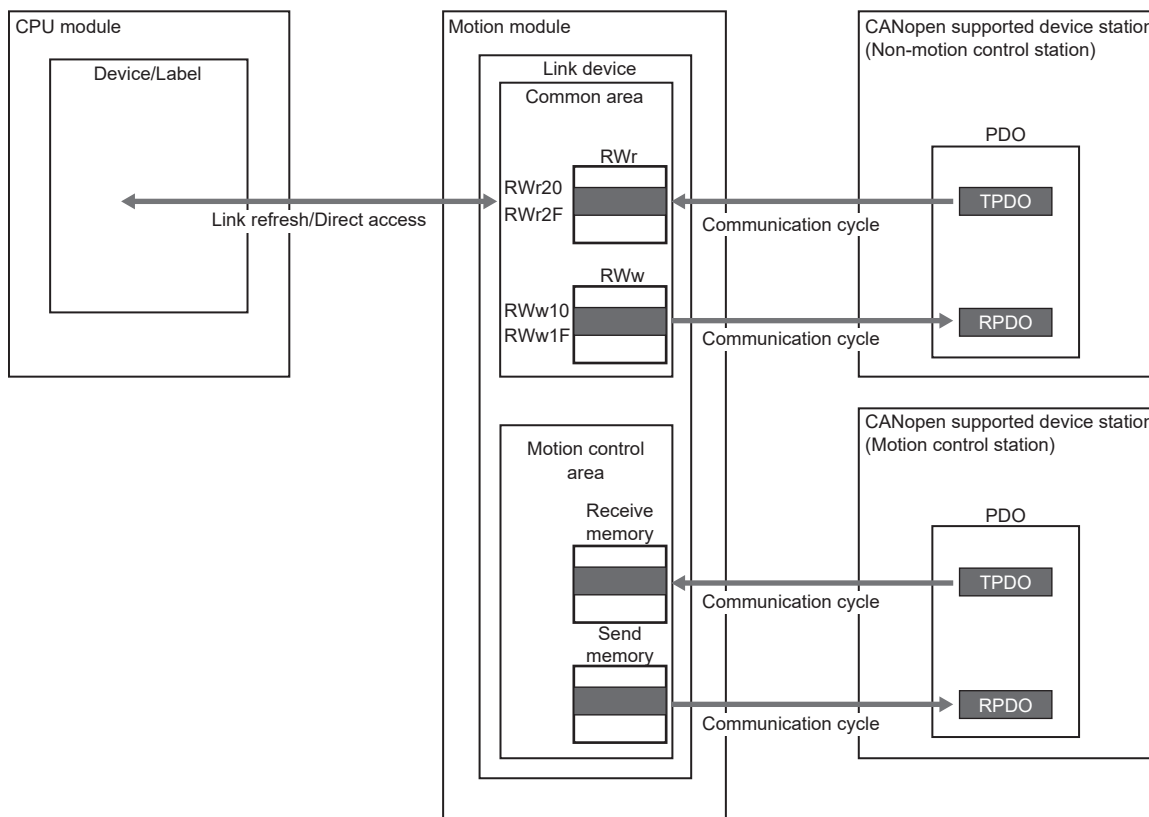 CPU module
Device/Label
Link refresh/Direct access
Motion module
Link device
Common area
RWr
RWr20
RWr2F
RWw
RWw10
RWw1F
Motion control
area
Receive
memory
Send
memory
Communication cycle
Communication cycle
Communication cycle
Communication cycle
CANopen supported device station
(Non-motion control station)
PDO
TPDO
RPDO
CANopen supported device station
(Motion control station)
PDO
TPDO
RPDO